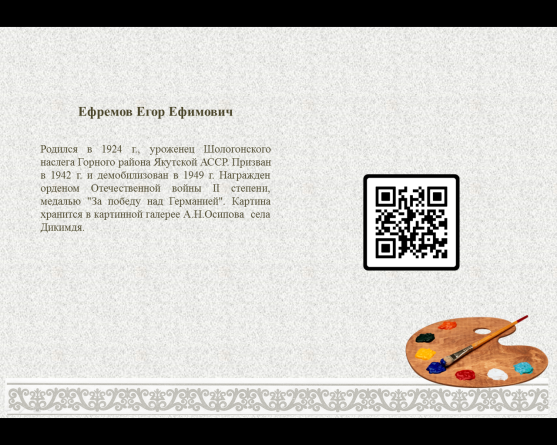 Ефремов Егор Ефимович
Родился в 1924 г., уроженец Шологонского
наслега Горного района Якутской АССР. Призван
в 1942 г. и демобилизован в 1949 г. Награжден
орденом Отечественной войны II степени,
медалью "За победу над Германией". Картина
хранится в картинной галерее А.Н.Осипова села
Дикимдя.